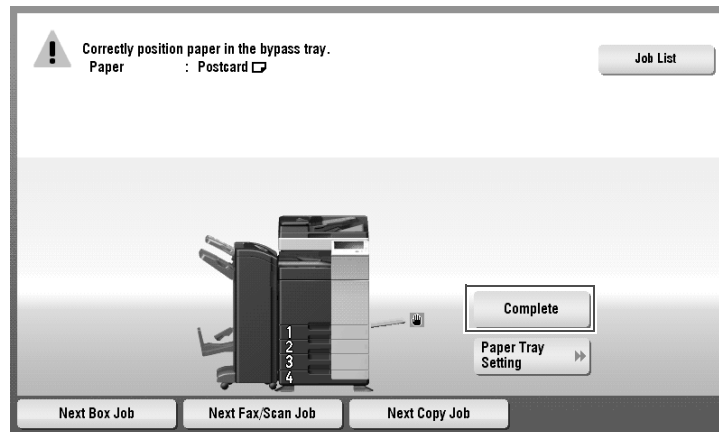 Correctly position paper in the bypass tray.
Paper : Postcard
Job List
1
2
3
4
Complete
Paper Tray
Setting
Next Box Job
Next Fax/Scan Job
Next Copy Job